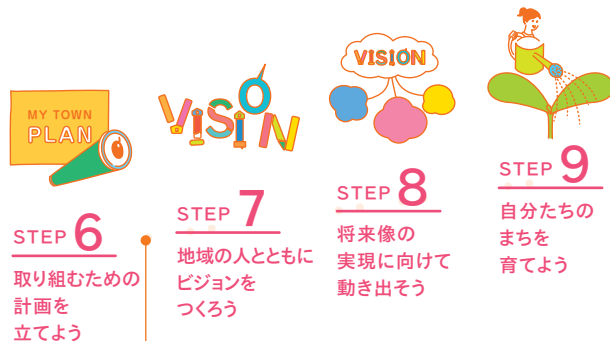 MY TOWN
PLAN
STEP 6
取り組むための
計画を
立てよう
VISION
STEP 7
地域の人とともに
ビジョンを
つくろう
VISION
STEP 8
将来像の
実現に向けて
動き出そう
STEP 9
自分たちの
まちを
育てよう